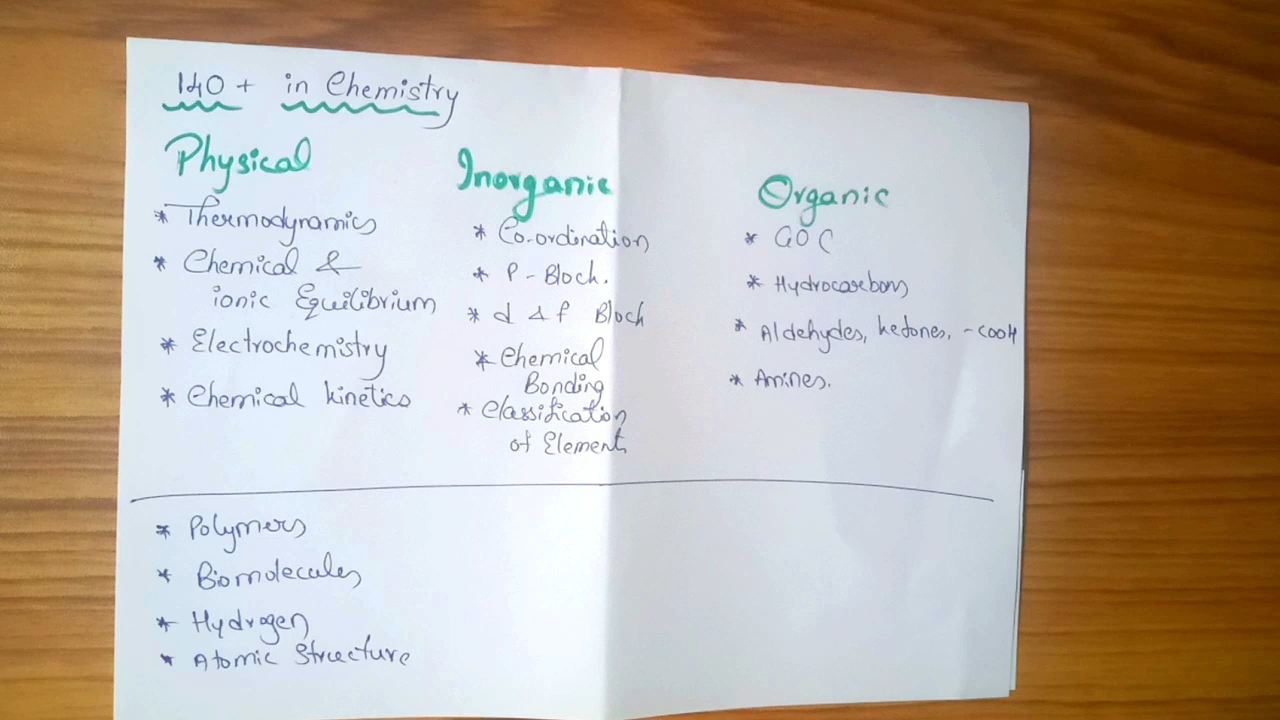 140 + in Chemistry
Physical
* Thermodynamics
* Chemical &
ionic Equilibrium
* Electrochemistry
* Chemical kinetics
Inorganic
* Co-ordination
* P-Block.
* d & f Block
* Chemical
Bonding
* Classification
of Element
Organic
* GOC
* Hydrocarbons
* Aldehydes, ketones, -COOH
* Amines.
* Polymers
* Biomolecules
* Hydrogen
* Atomic Structure